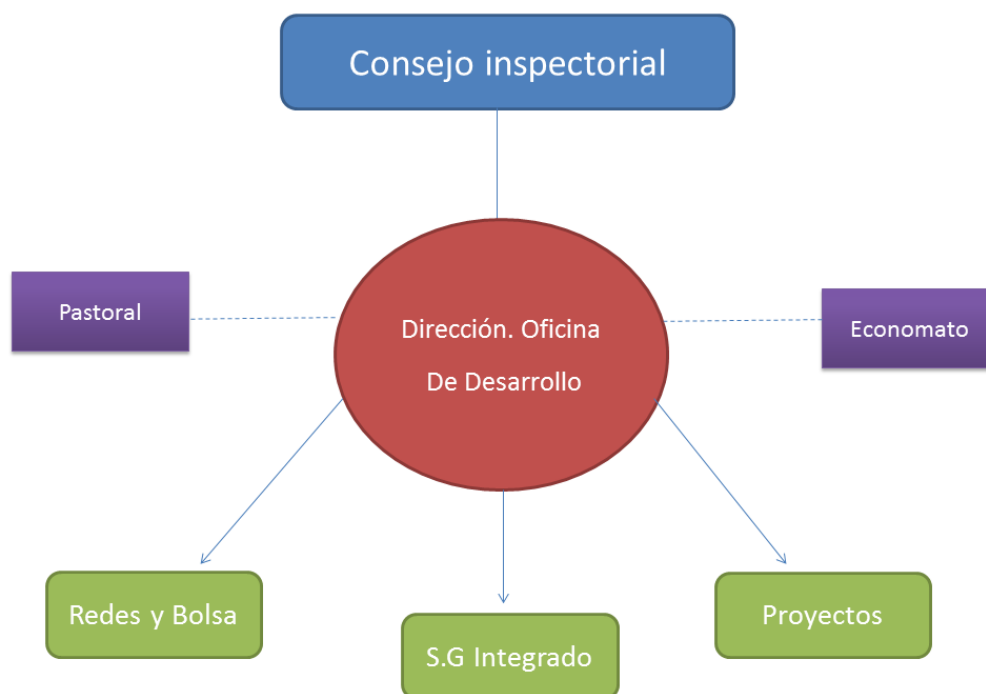 Consejo inspectorial
Pastoral
Dirección. Oficina
De Desarrollo
Economato
Redes y Bolsa
S.G Integrado
Proyectos